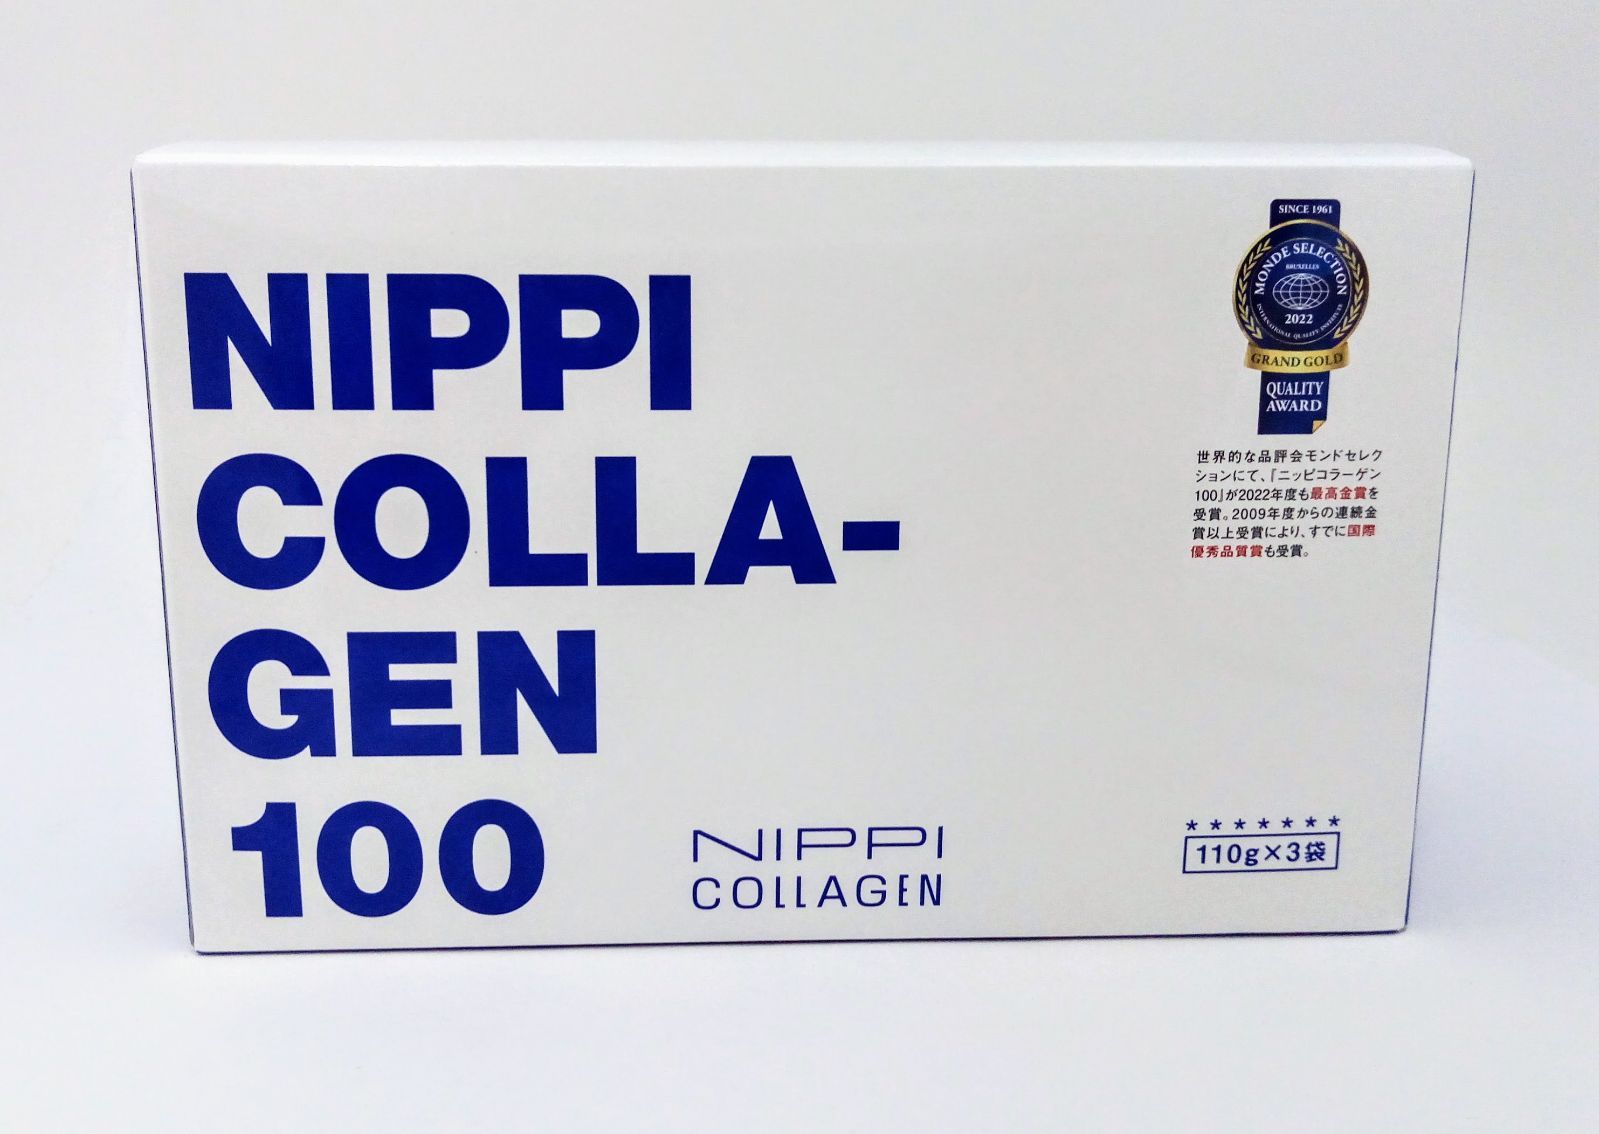 NIPPI
COLLA-
GEN
100
NIPPI
COLLAGEN
SINCE 1961
MONDE SELECTION
BRUXELLES
2022
INTERNATIONAL QUALITY INSTITUTE
GRAND GOLD
QUALITY
AWARD
世界的な品評会モンドセレク
ションにて、『ニッピコラーゲン
100』が2022年度も最高金賞を
受賞。2009年度からの連続金
賞以上受賞により、すでに国際
優秀品質賞も受賞。
*******
110g×3袋